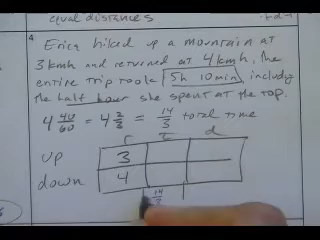 equal distances
4
Erica hiked up a mountain at
3 kmh and returned at 4 kmh, the
entire trip took 5h 10min, including
the half hour she spent at the top.
4 40/60 = 4 2/3 = 14/3 total time
r t d
up 3
down 4
14/3